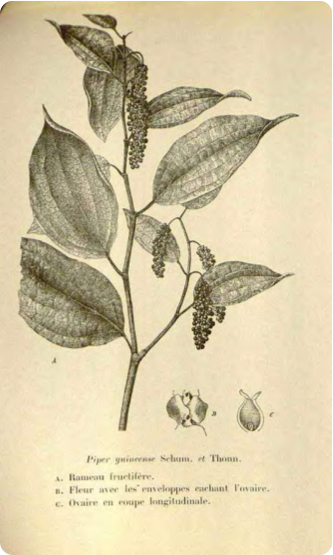 A
B
C
Piper guineense Schum. et Thonn.
A. Rameau fructifère.
B. Fleur avec les enveloppes cachant l'ovaire.
C. Ovaire en coupe longitudinale.